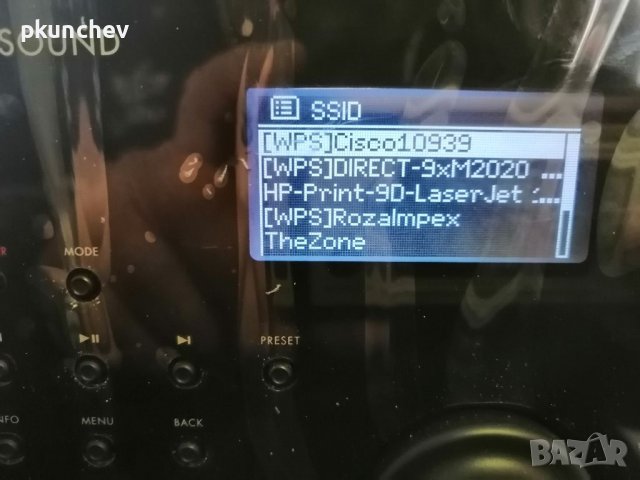 pkunchev
SOUND
SSID
[WPS]Cisco10939
[WPS]DIRECT-9xM2020 ...
HP-Print-9D-LaserJet ...
[WPS]RozaImpex
TheZone
MODE
PRESET
MENU
BACK
BAZAR